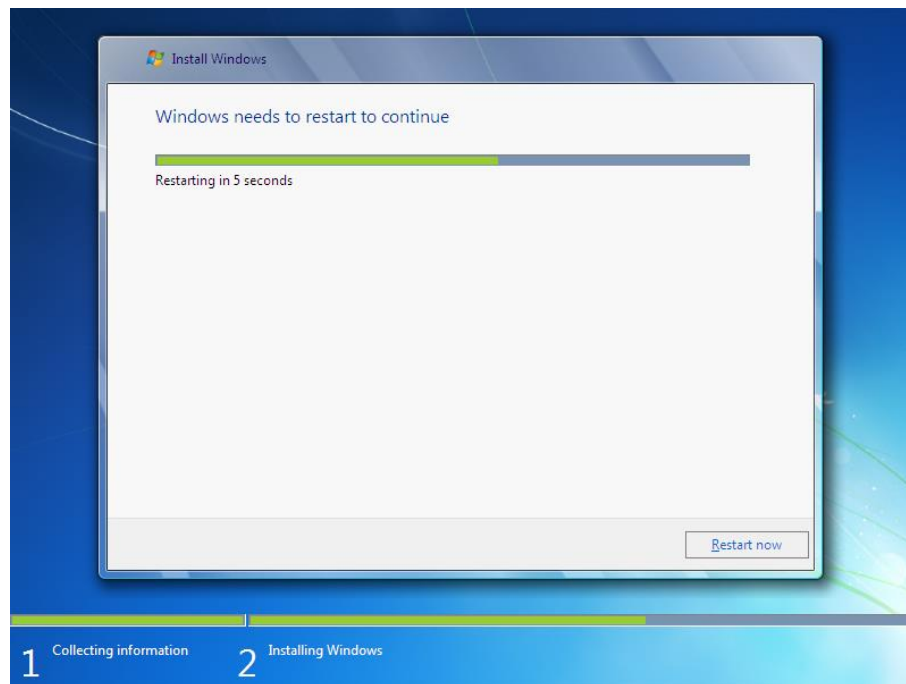 Install Windows
Windows needs to restart to continue
Restarting in 5 seconds
Restart now
1 Collecting information 2 Installing Windows